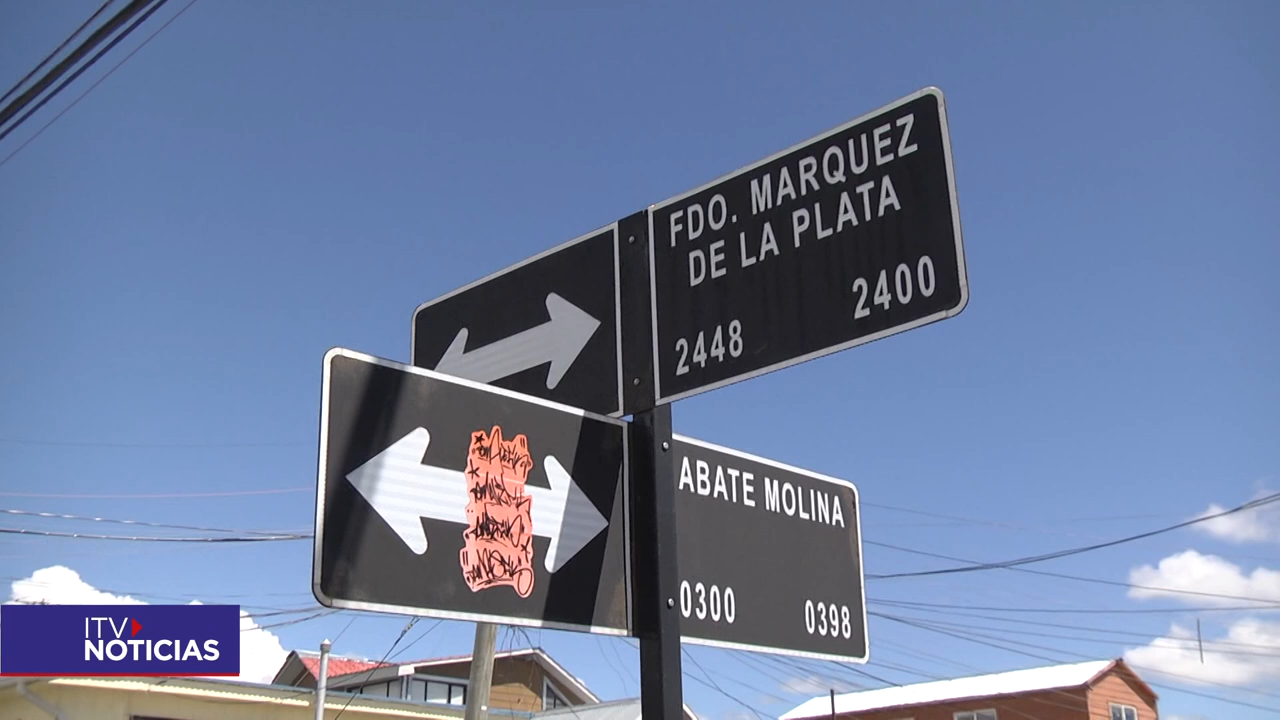 FDO. MARQUEZ
DE LA PLATA
2448 2400
ABATE MOLINA
0300 0398
ITV
NOTICIAS